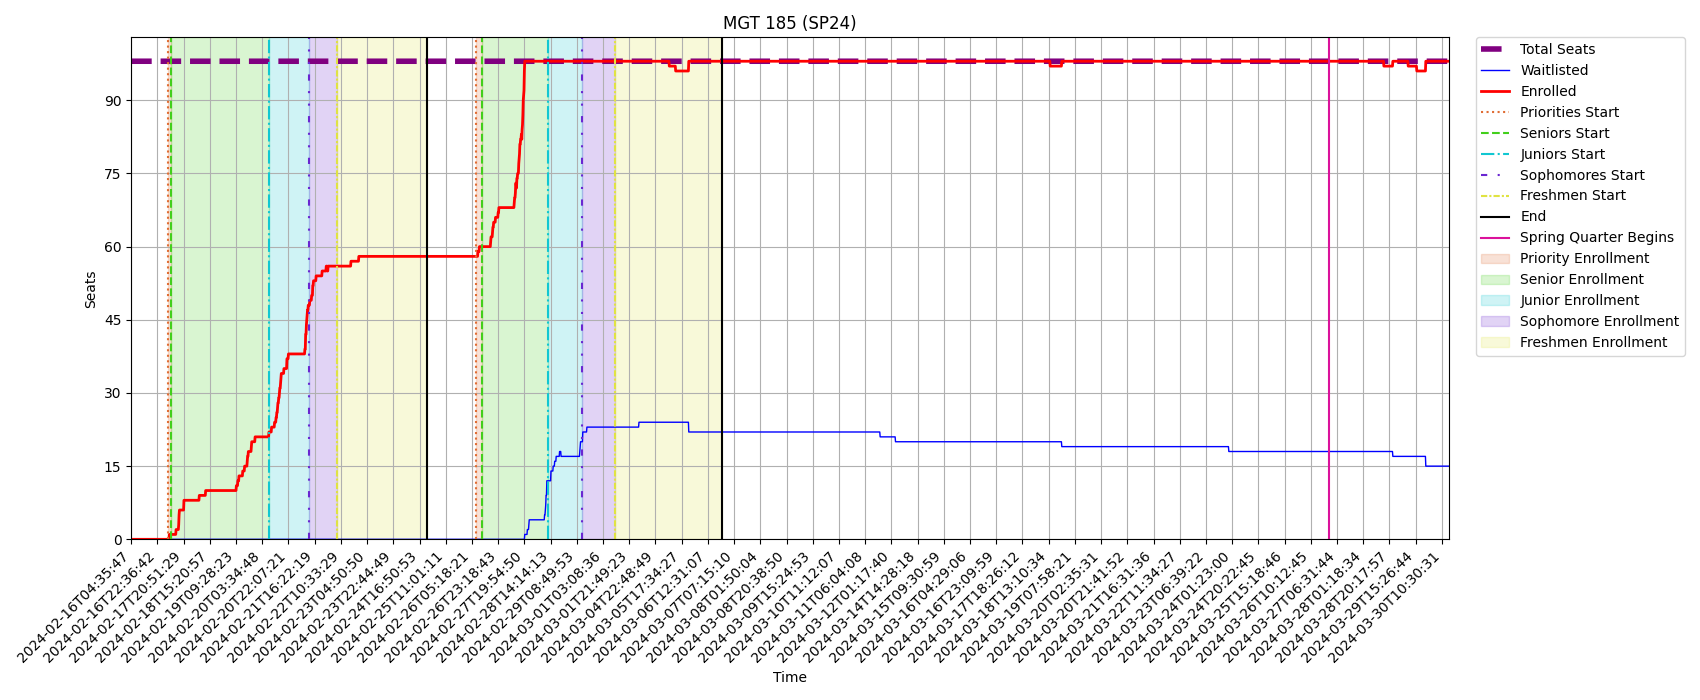 MGT 185 (SP24)
Seats
90
75
60
45
30
15
0
2024-02-16T04:35:47
2024-02-16T22:36:42
2024-02-17T20:51:29
2024-02-18T15:20:57
2024-02-19T09:28:23
2024-02-20T03:34:48
2024-02-20T22:07:21
2024-02-21T16:22:19
2024-02-22T10:33:29
2024-02-23T04:50:50
2024-02-23T22:44:49
2024-02-24T16:50:53
2024-02-25T11:01:11
2024-02-26T05:18:21
2024-02-26T23:18:43
2024-02-27T19:54:50
2024-02-28T14:14:13
2024-02-29T08:49:53
2024-03-01T03:08:36
2024-03-01T21:49:23
2024-03-04T22:48:49
2024-03-05T17:34:27
2024-03-06T12:31:07
2024-03-07T07:15:10
2024-03-08T01:50:04
2024-03-08T20:38:50
2024-03-09T15:24:53
2024-03-10T11:12:07
2024-03-11T06:04:08
2024-03-12T01:17:40
2024-03-14T14:28:18
2024-03-15T09:30:59
2024-03-16T04:29:06
2024-03-16T23:09:59
2024-03-17T18:26:12
2024-03-18T13:10:34
2024-03-19T07:58:21
2024-03-20T02:35:31
2024-03-20T21:41:52
2024-03-21T16:31:36
2024-03-22T11:34:27
2024-03-23T06:39:22
2024-03-24T01:23:00
2024-03-24T20:22:45
2024-03-25T15:18:46
2024-03-26T10:12:45
2024-03-27T06:31:44
2024-03-28T01:18:34
2024-03-28T20:17:57
2024-03-29T15:26:44
2024-03-30T10:30:31
Time
Total Seats
Waitlisted
Enrolled
Priorities Start
Seniors Start
Juniors Start
Sophomores Start
Freshmen Start
End
Spring Quarter Begins
Priority Enrollment
Senior Enrollment
Junior Enrollment
Sophomore Enrollment
Freshmen Enrollment